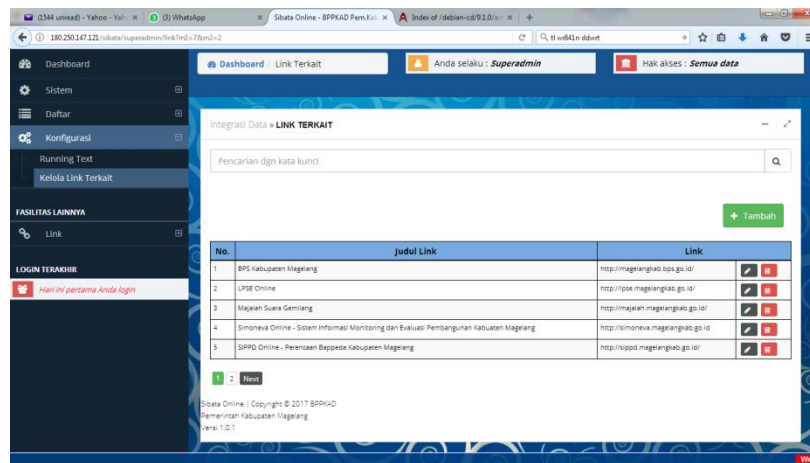 (1544 unread) - Yahoo - Yaho
(3) WhatsApp
Sibata Online - BPPKAD Pem.Kab
Index of /debian-cd/9.1.0/
180.250.147.121/sibata/superadmin/link?m1=7&m2=2
tl wr841n ddwrt
Dashboard
Sistem
Daftar
Konfigurasi
Running Text
Kelola Link Terkait
FASILITAS LAINNYA
Link
LOGIN TERAKHIR
Hari ini pertama Anda login
Dashboard / Link Terkait
Anda selaku : Superadmin
Hak akses : Semua data
Integrasi Data » LINK TERKAIT
Pencarian dgn kata kunci
+ Tambah
No. Judul Link Link
1 BPS Kabupaten Magelang http://magelangkab.bps.go.id/
2 LPSE Online http://lpse.magelangkab.go.id/
3 Majalah Suara Gemilang http://majalah.magelangkab.go.id/
4 Simoneva Online - Sistem Informasi Monitoring dan Evaluasi Pembangunan Kabuaten Magelang http://simoneva.magelangkab.go.id
5 SIPPD Online - Perencaan Bappeda Kabupaten Magelang http://sippd.magelangkab.go.id/
1 2 Next
Sibata Online | Copyright © 2017 BPPKAD
Pemerintah Kabupaten Magelang
Versi 1.0.1